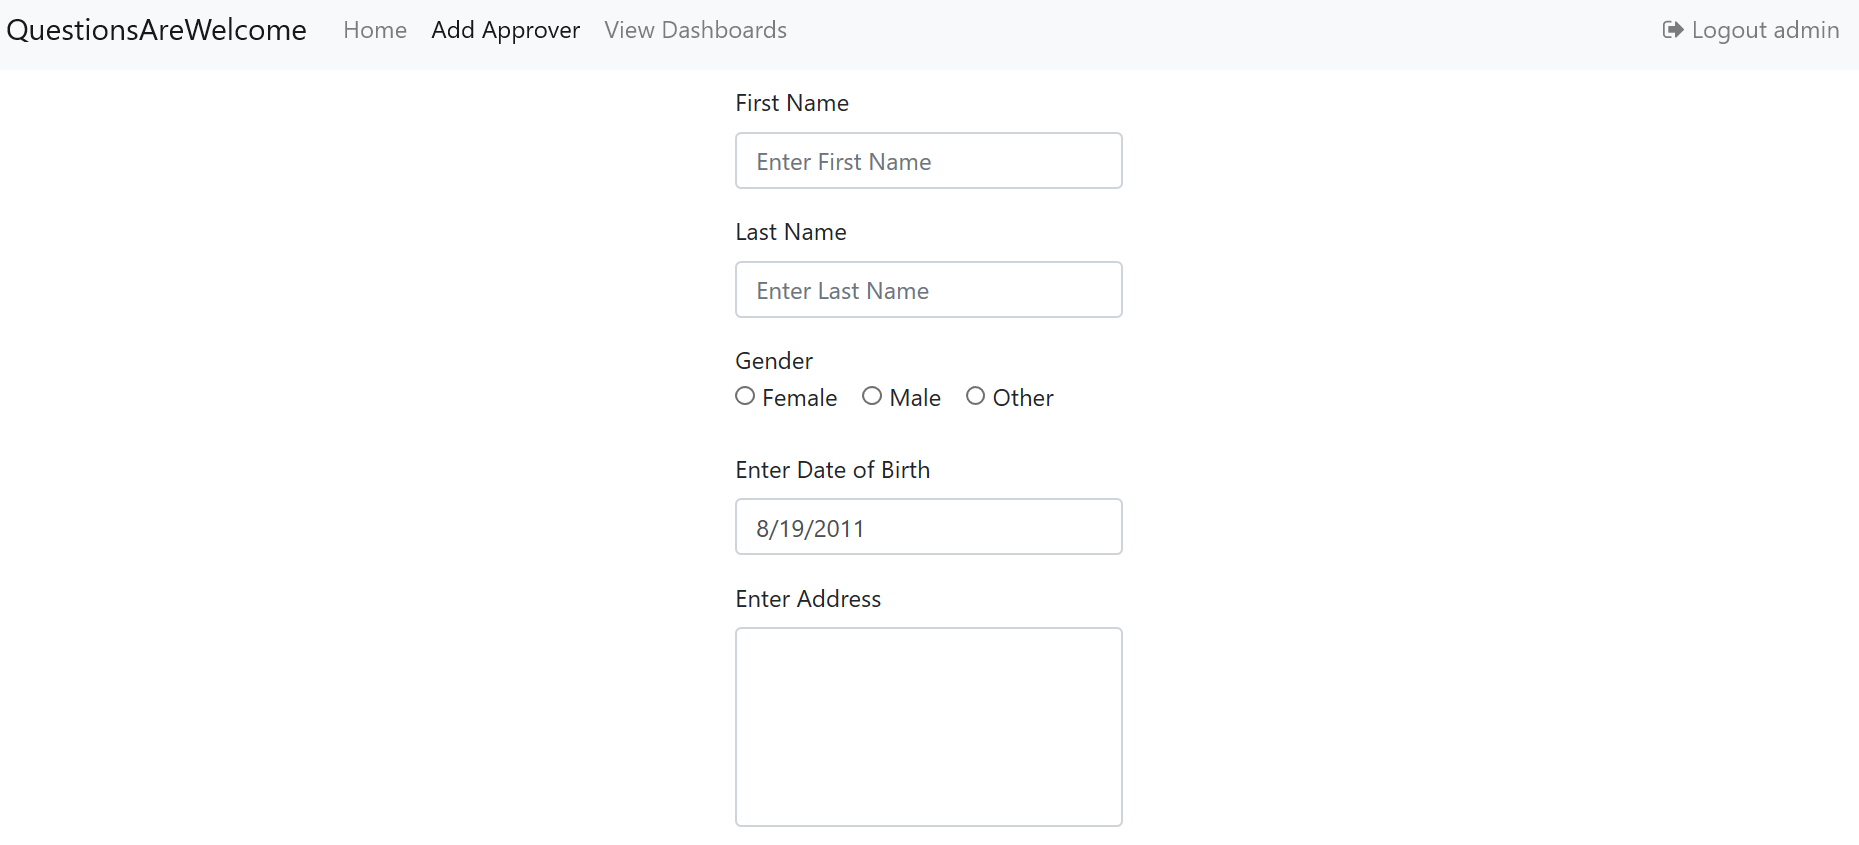 QuestionsAreWelcome Home Add Approver View Dashboards Logout admin
First Name
Enter First Name
Last Name
Enter Last Name
Gender
Female Male Other
Enter Date of Birth
8/19/2011
Enter Address